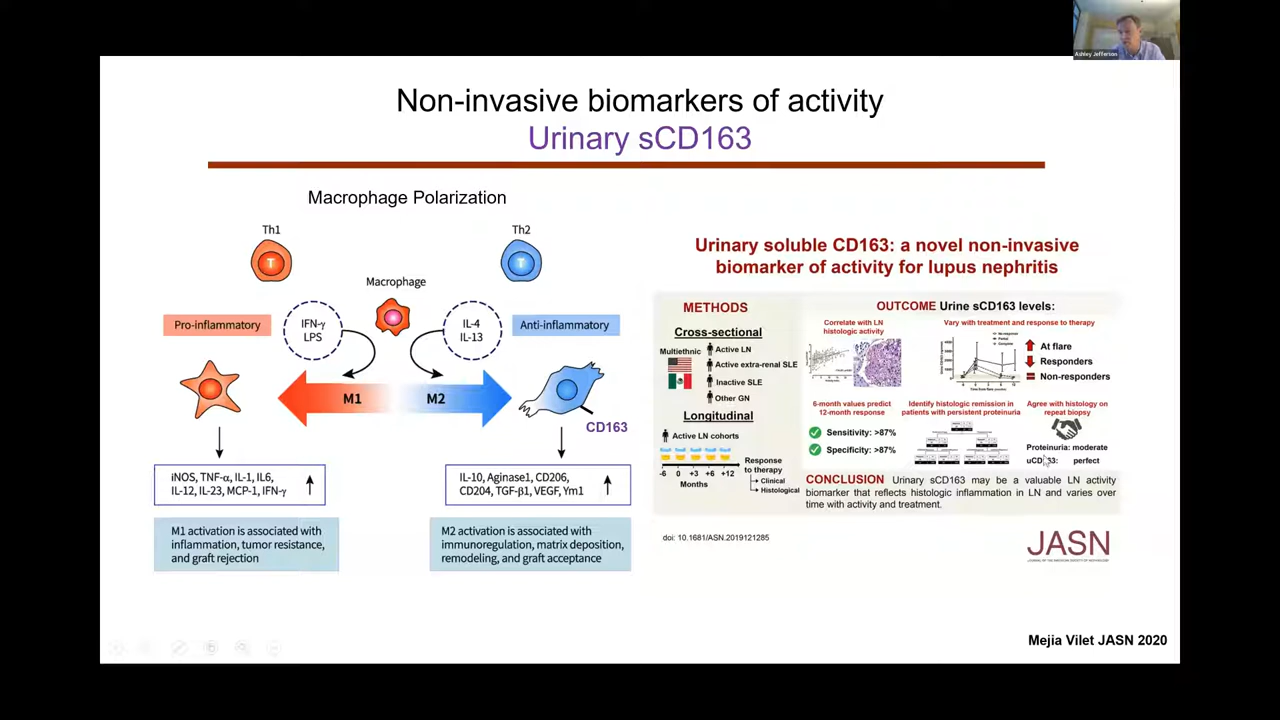 Ashley Jefferson
Non-invasive biomarkers of activity
Urinary sCD163
Macrophage Polarization
Th1
Th2
T
T
Macrophage
Pro-inflammatory
IFN-γ
LPS
IL-4
IL-13
Anti-inflammatory
M1
M2
CD163
iNOS, TNF-α, IL-1, IL6,
IL-12, IL-23, MCP-1, IFN-γ
IL-10, Aginase1, CD206,
CD204, TGF-β1, VEGF, Ym1
M1 activation is associated with
inflammation, tumor resistance,
and graft rejection
M2 activation is associated with
immunoregulation, matrix deposition,
remodeling, and graft acceptance
Urinary soluble CD163: a novel non-invasive
biomarker of activity for lupus nephritis
METHODS
Cross-sectional
Multiethnic
Active LN
Active extra-renal SLE
Inactive SLE
Other GN
Longitudinal
Active LN cohorts
-6 0 +3 +6 +12
Months
Response
to therapy
Clinical
Histological
OUTCOME Urine sCD163 levels:
Correlate with LN
histologic activity
Vary with treatment and response to therapy
At flare
Responders
Non-responders
6-month values predict
12-month response
Sensitivity: >87%
Specificity: >87%
Identify histologic remission in
patients with persistent proteinuria
Agree with histology on
repeat biopsy
Proteinuria: moderate
uCD163: perfect
CONCLUSION Urinary sCD163 may be a valuable LN activity
biomarker that reflects histologic inflammation in LN and varies over
time with activity and treatment.
doi: 10.1681/ASN.2019121285
JASN
Mejia Vilet JASN 2020